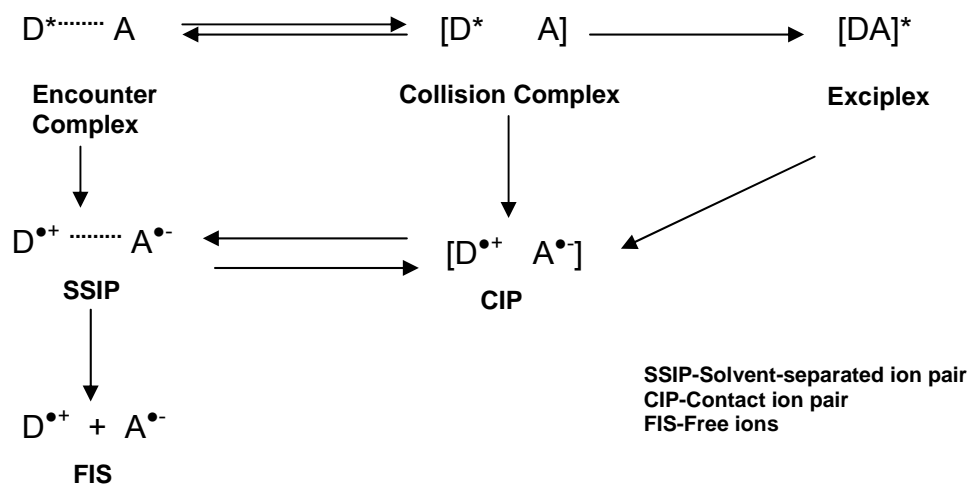 D*········ A [D* A] [DA]*
Encounter Complex
Collision Complex
Exciplex
D●+ ········· A●- [D●+ A●-]
SSIP
CIP
SSIP-Solvent-separated ion pair
CIP-Contact ion pair
FIS-Free ions
D●+ + A●-
FIS